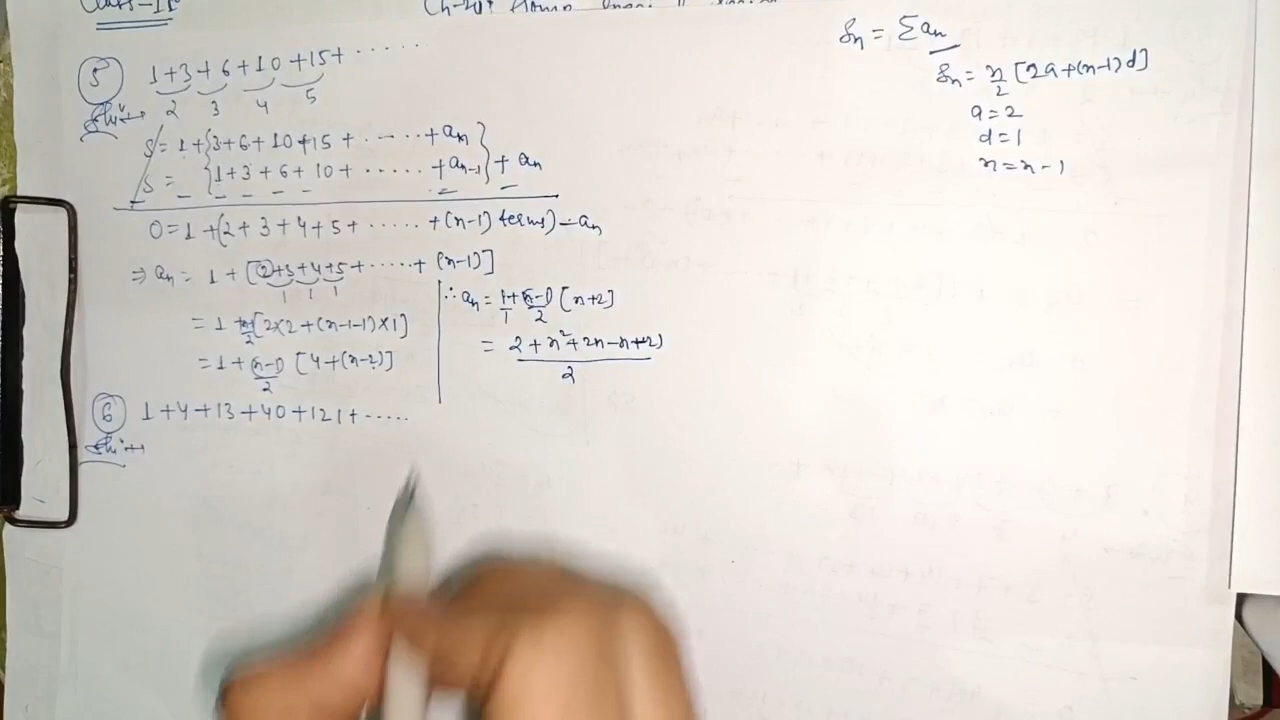 Class-11
Sn = Σan
Sn = n/2 [2a+(n-1)d]
a=2
d=1
n=n-1
5 1+3+6+10+15+......
2 3 4 5
S = 1+{3+6+10+15+.....+an
S = {1+3+6+10+......+an-1}+an
0=1+(2+3+4+5+.....+(n-1) terms)-an
⇒ an = 1+[2+3+4+5+.....+(n-1)]
1 1 1
= 1+(n-1)/2[2×2+(n-1-1)×1]
= 1+(n-1)/2 [4+(n-2)]
∴ an = 1/1+(n-1)/2 [n+2]
= (2+n²+2n-n-2)/2
6 1+4+13+40+121+.....